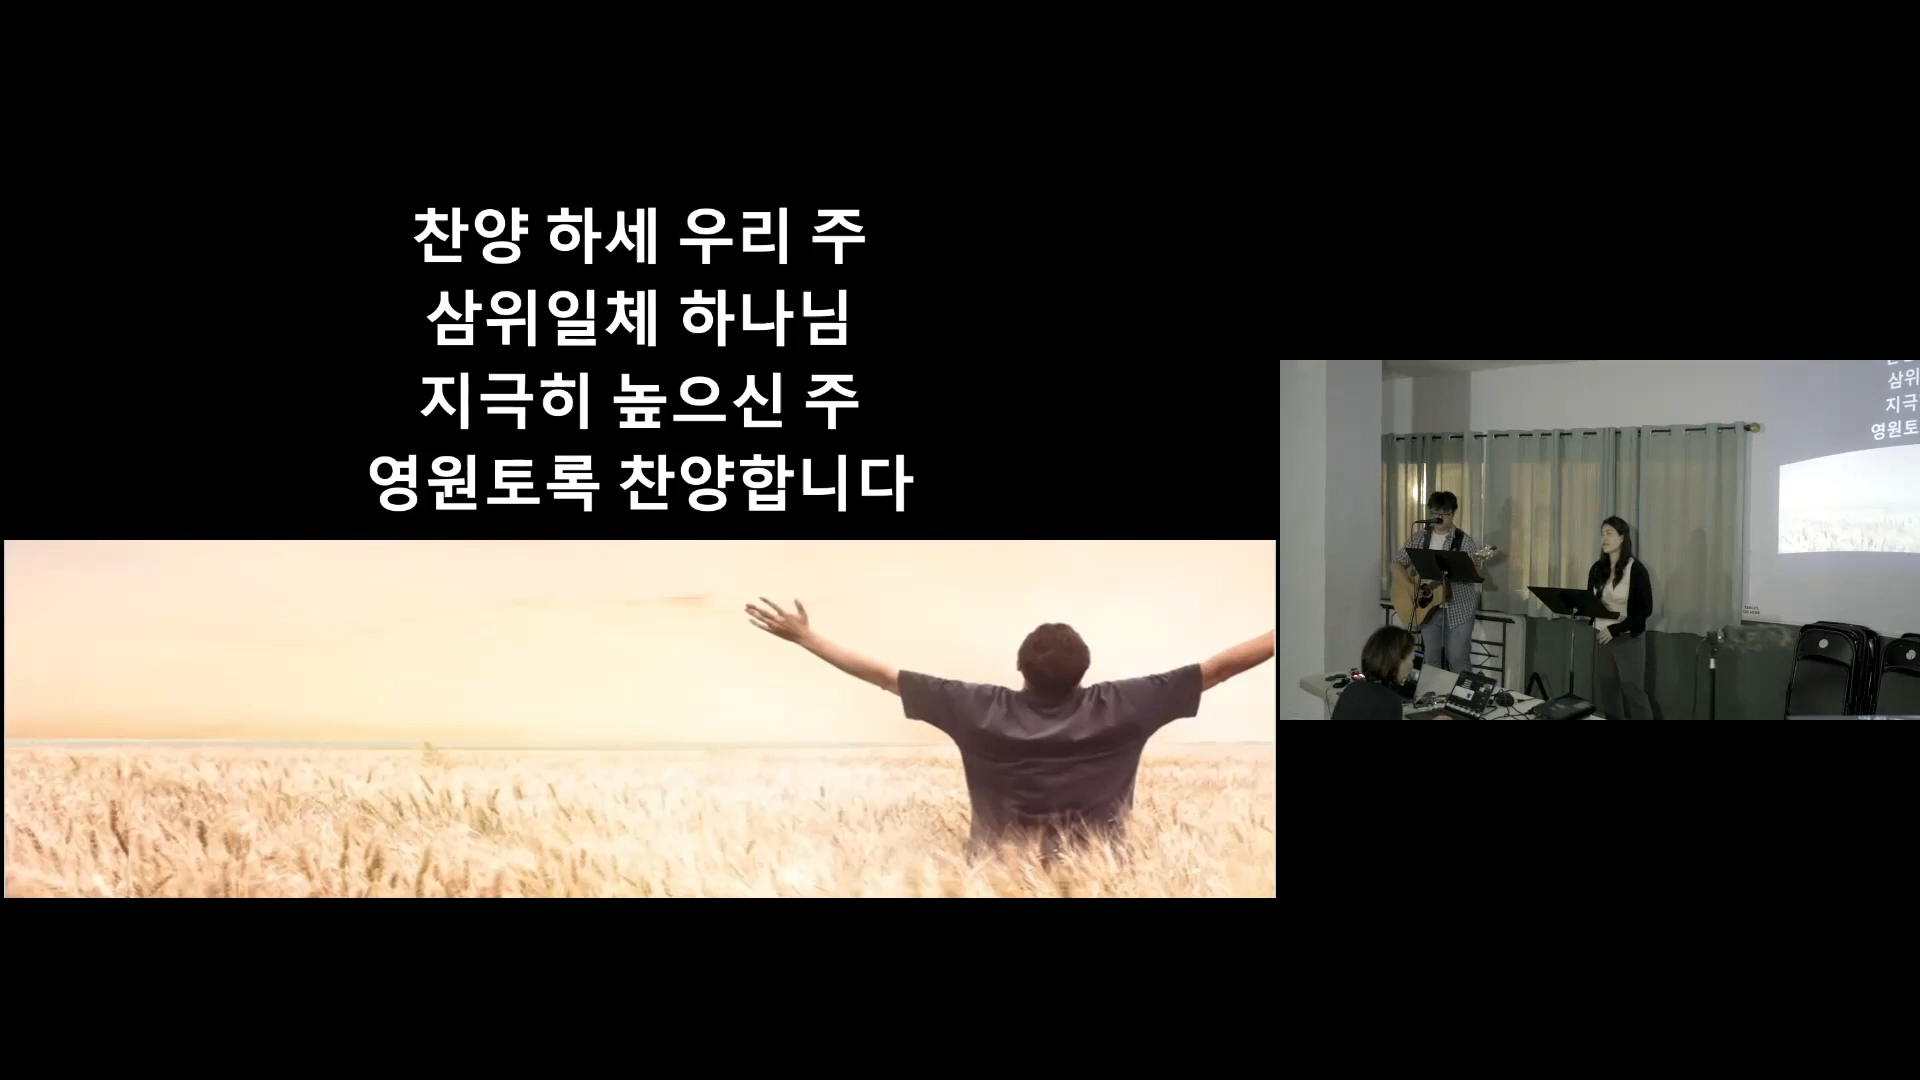 찬양 하세 우리 주
삼위일체 하나님
지극히 높으신 주
영원토록 찬양합니다
삼위
지극
영원토